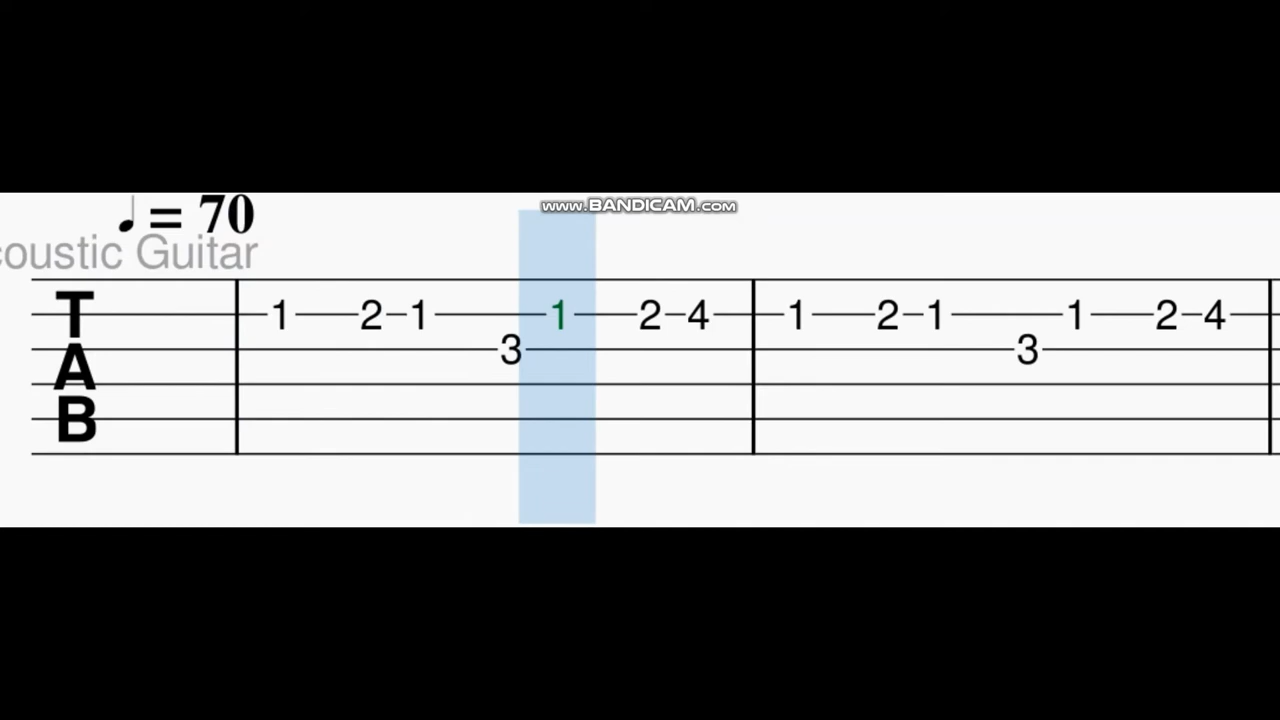 www.BANDICAM.com
♩ = 70
coustic Guitar
T 1 2 1 1 2 4 1 2 1 1 2 4
A 3 3
B